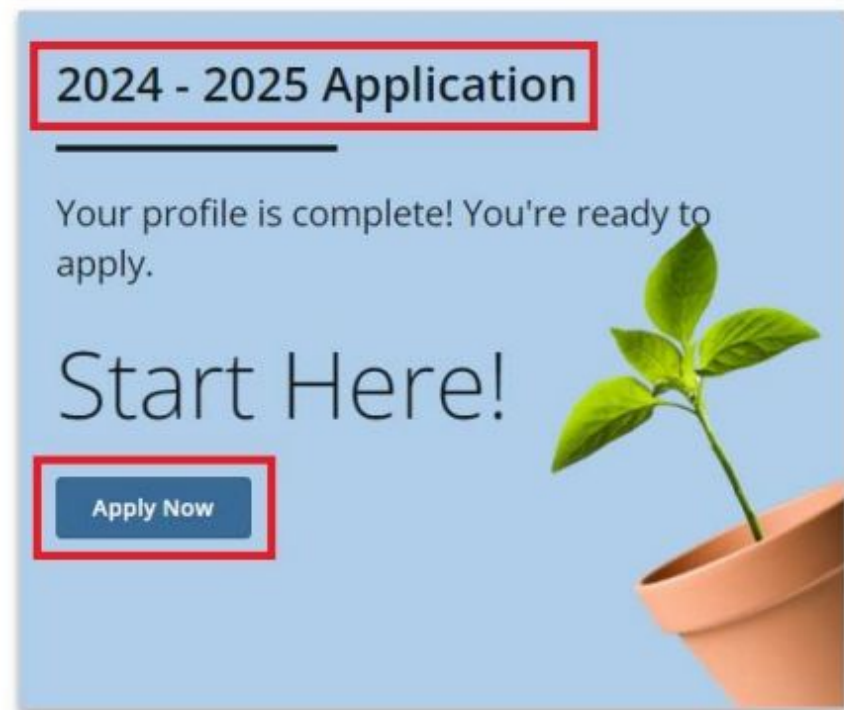 2024 - 2025 Application
Your profile is complete! You're ready to
apply.
Start Here!
Apply Now